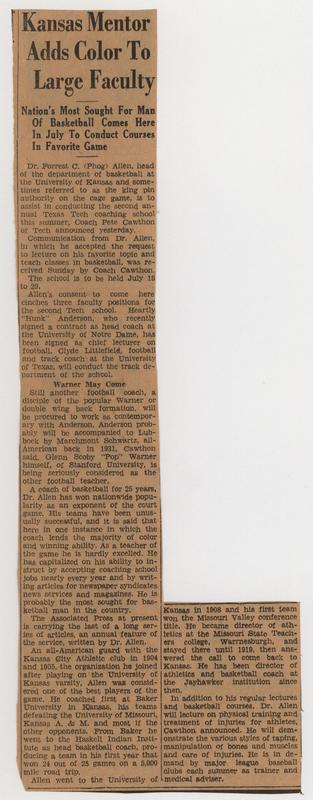 Kansas Mentor
Adds Color To
Large Faculty
Nation's Most Sought For Man
Of Basketball Comes Here
In July To Conduct Courses
In Favorite Game
Dr. Forrest C. (Phog) Allen, head
of the department of basketball at
the University of Kansas and some-
times referred to as the king pin
authority on the cage game, is to
assist in conducting the second an-
nual Texas Tech coaching school
this summer, Coach Pete Cawthon
of Tech announced yesterday.
Communication from Dr. Allen,
in which he accepted the request
to lecture on his favorite topic and
teach classes in basketball, was re-
ceived Sunday by Coach Cawthon.
The school is to be held July 16
to 29.
Allen's consent to come here
cinches three faculty positions for
the second Tech school. Heartly
"Hunk" Anderson, who recently
signed a contract as head coach at
the University of Notre Dame, has
been signed as chief lecturer on
football. Clyde Littlefield, football
and track coach at the University
of Texas, will conduct the track de-
partment of the school.
Warner May Come
Still another football coach, a
disciple of the popular Warner or
double wing back formation, will
be procured to work as contempor-
ary with Anderson. Anderson prob-
ably will be accompanied to Lub-
bock by Marchmont Schwartz, all-
American back in 1931, Cawthon
said. Glenn Scoby "Pop" Warner
himself, of Stanford University, is
being seriously considered as the
other football teacher.
A coach of basketball for 25 years,
Dr. Allen has won nationwide popu-
larity as an exponent of the court
game. His teams have been unus-
ually successful, and it is said that
here in one instance in which the
coach lends the majority of color
and winning ability. As a teacher of
the game he is hardly excelled. He
has capitalized on his ability to in-
struct by accepting coaching school
jobs nearly every year and by writ-
ing articles for newspaper syndicates
news services and magazines. He is
probably the most sought for bas-
ketball man in the country.
The Associated Press at present
is carrying the last of a long ser-
ies of articles, an annual feature of
the service, written by Dr. Allen.
An all-American guard with the
Kansas City Athletic club in 1904
and 1905, the organization he joined
after playing on the University of
Kansas varsity, Allen was consid-
ered one of the best players of the
game. He coached first at Baker
University in Kansas, his teams
defeating the University of Missouri,
Kansas A. & M. and most if the
other opponents. From Baker he
went to the Haskell Indian Insti-
tute as head basketball coach, pro-
ducing a team in his first year that
won 24 out of 25 games on a 5,000
mile road trip.
Allen went to the University of
Kansas in 1908 and his first team
won the Missouri Valley conference
title. He became director of ath-
letics at the Missouri State Teach-
ers college, Warrensburgh, and
stayed there until 1919, then ans-
wered the call to come back to
Kansas. He has been director of
athletics and basketball coach at
the Jayhawker institution since
then.
In addition to his regular lectures
and basketball courses, Dr. Allen
will lecture on physical training and
treatment of injuries for athletes,
Cawthon announced. He will dem-
onstrate the various styles of taping,
manipulation of bones and muscles
and care of injuries. He is in de-
mand by major league baseball
clubs each summer as trainer and
medical adviser.